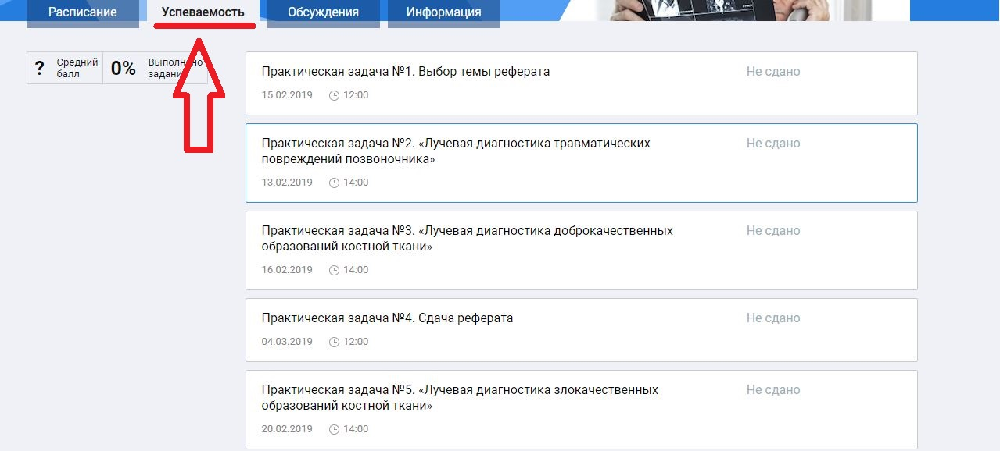 Расписание
Успеваемость
Обсуждения
Информация
?
Средний
балл
0%
Выполнено
заданий
Практическая задача №1. Выбор темы реферата
Не сдано
15.02.2019
12:00
Практическая задача №2. «Лучевая диагностика травматических
повреждений позвоночника»
Не сдано
13.02.2019
14:00
Практическая задача №3. «Лучевая диагностика доброкачественных
образований костной ткани»
Не сдано
16.02.2019
14:00
Практическая задача №4. Сдача реферата
Не сдано
04.03.2019
12:00
Практическая задача №5. «Лучевая диагностика злокачественных
образований костной ткани»
Не сдано
20.02.2019
14:00